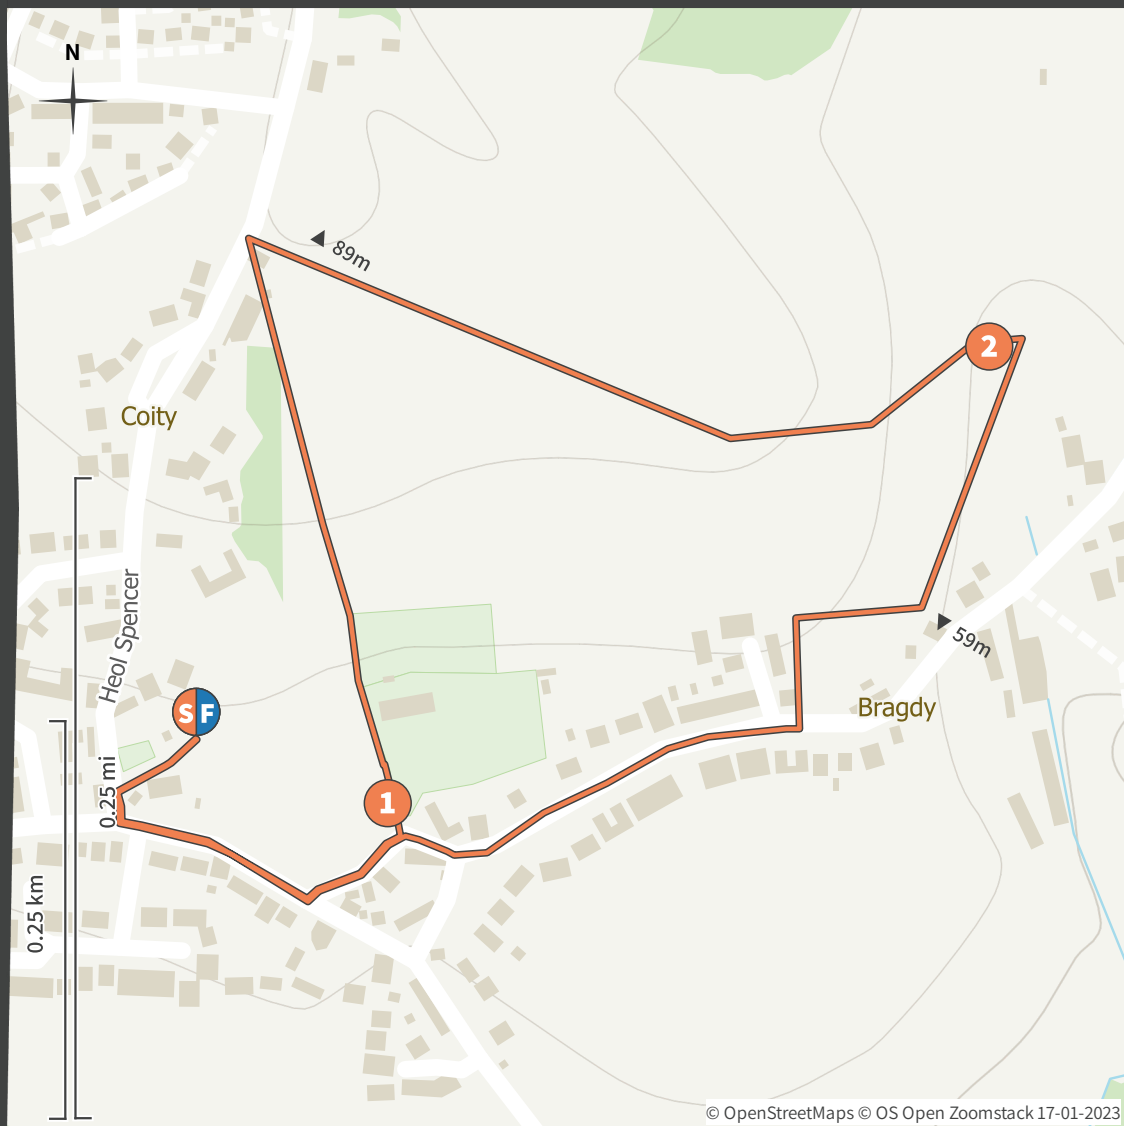 N
89m
2
Coity
Heol Spencer
59m
S F
Bragdy
0.25 mi
1
0.25 km
© OpenStreetMaps © OS Open Zoomstack 17-01-2023